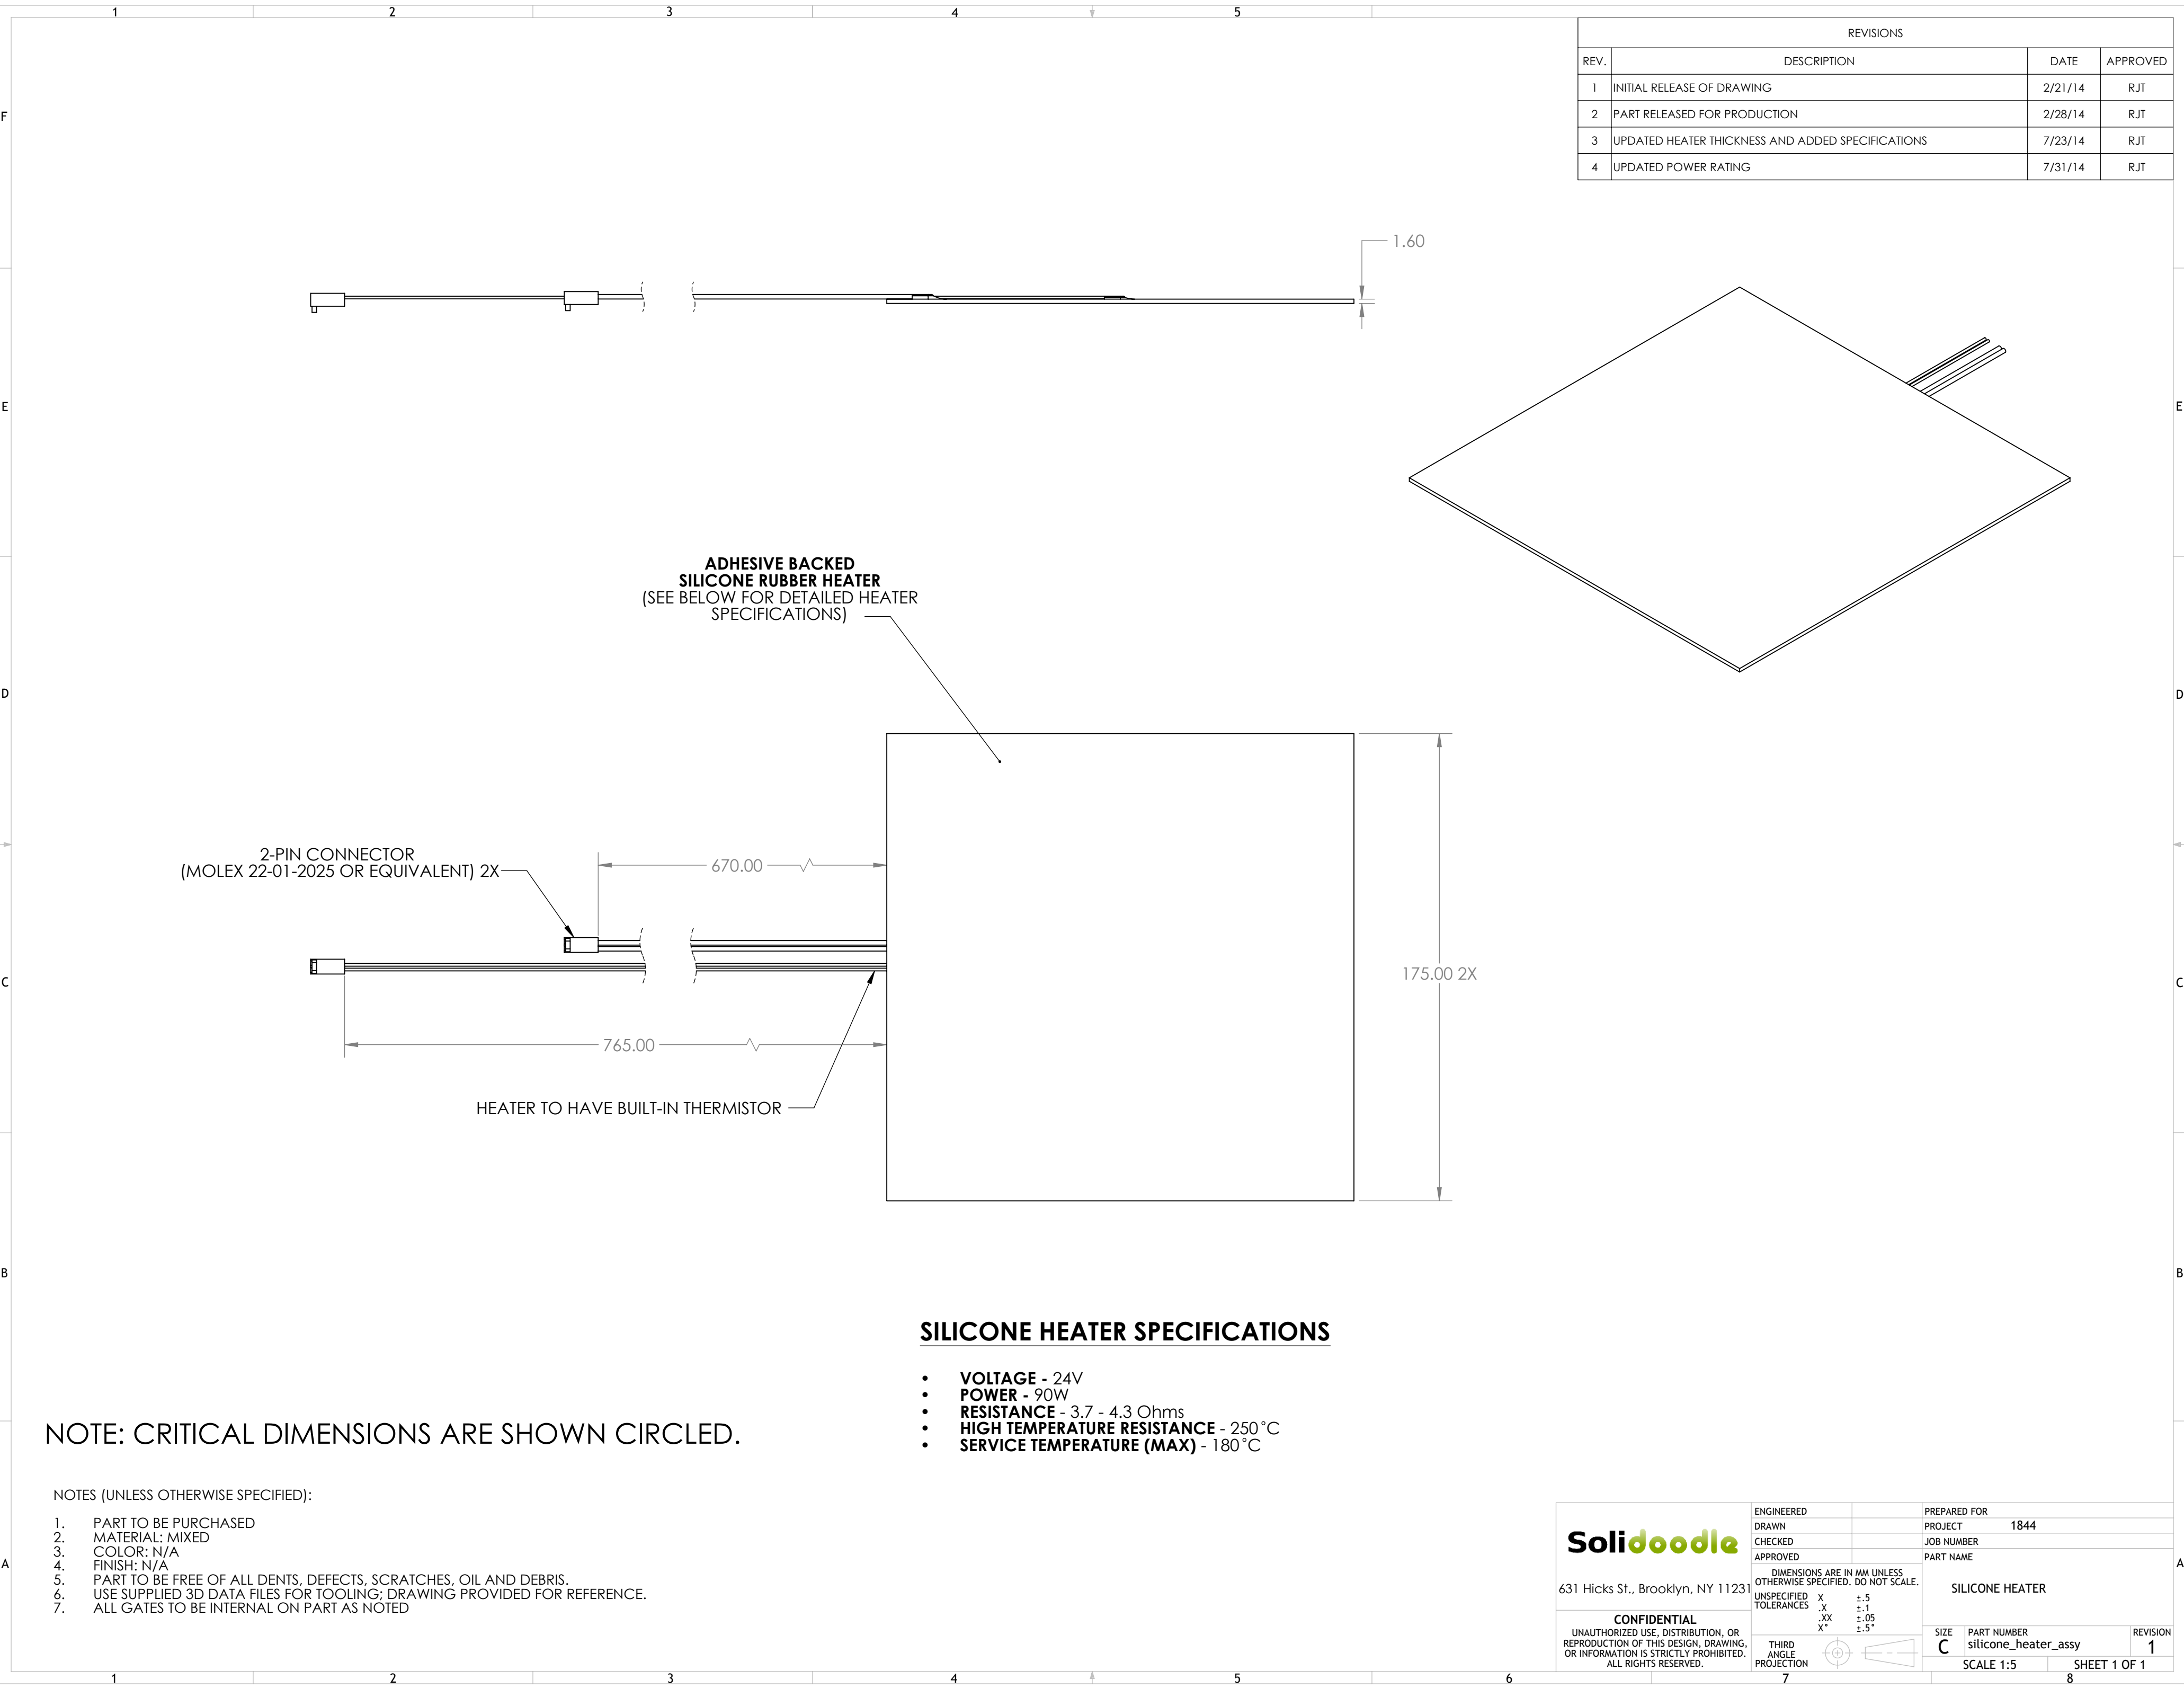 1 2 3 4 5
REVISIONS
REV. DESCRIPTION DATE APPROVED
1 INITIAL RELEASE OF DRAWING 2/21/14 RJT
2 PART RELEASED FOR PRODUCTION 2/28/14 RJT
3 UPDATED HEATER THICKNESS AND ADDED SPECIFICATIONS 7/23/14 RJT
4 UPDATED POWER RATING 7/31/14 RJT
F
1.60
E E
ADHESIVE BACKED
SILICONE RUBBER HEATER
(SEE BELOW FOR DETAILED HEATER
SPECIFICATIONS)
D D
2-PIN CONNECTOR
(MOLEX 22-01-2025 OR EQUIVALENT) 2X
670.00
175.00 2X
C C
765.00
HEATER TO HAVE BUILT-IN THERMISTOR
B B
SILICONE HEATER SPECIFICATIONS
• VOLTAGE - 24V
• POWER - 90W
• RESISTANCE - 3.7 - 4.3 Ohms
• HIGH TEMPERATURE RESISTANCE - 250°C
• SERVICE TEMPERATURE (MAX) - 180°C
NOTE: CRITICAL DIMENSIONS ARE SHOWN CIRCLED.
NOTES (UNLESS OTHERWISE SPECIFIED):
1. PART TO BE PURCHASED
2. MATERIAL: MIXED
3. COLOR: N/A
4. FINISH: N/A
5. PART TO BE FREE OF ALL DENTS, DEFECTS, SCRATCHES, OIL AND DEBRIS.
6. USE SUPPLIED 3D DATA FILES FOR TOOLING; DRAWING PROVIDED FOR REFERENCE.
7. ALL GATES TO BE INTERNAL ON PART AS NOTED
A A
Solidoodle
631 Hicks St., Brooklyn, NY 11231
CONFIDENTIAL
UNAUTHORIZED USE, DISTRIBUTION, OR
REPRODUCTION OF THIS DESIGN, DRAWING,
OR INFORMATION IS STRICTLY PROHIBITED.
ALL RIGHTS RESERVED.
ENGINEERED
DRAWN
CHECKED
APPROVED
DIMENSIONS ARE IN MM UNLESS
OTHERWISE SPECIFIED. DO NOT SCALE.
UNSPECIFIED TOLERANCES
X ±.5
.X ±.1
.XX ±.05
X° ±.5°
THIRD
ANGLE
PROJECTION
PREPARED FOR
PROJECT 1844
JOB NUMBER
PART NAME
SILICONE HEATER
SIZE C
PART NUMBER silicone_heater_assy
REVISION 1
SCALE 1:5 SHEET 1 OF 1
1 2 3 4 5 6 7 8